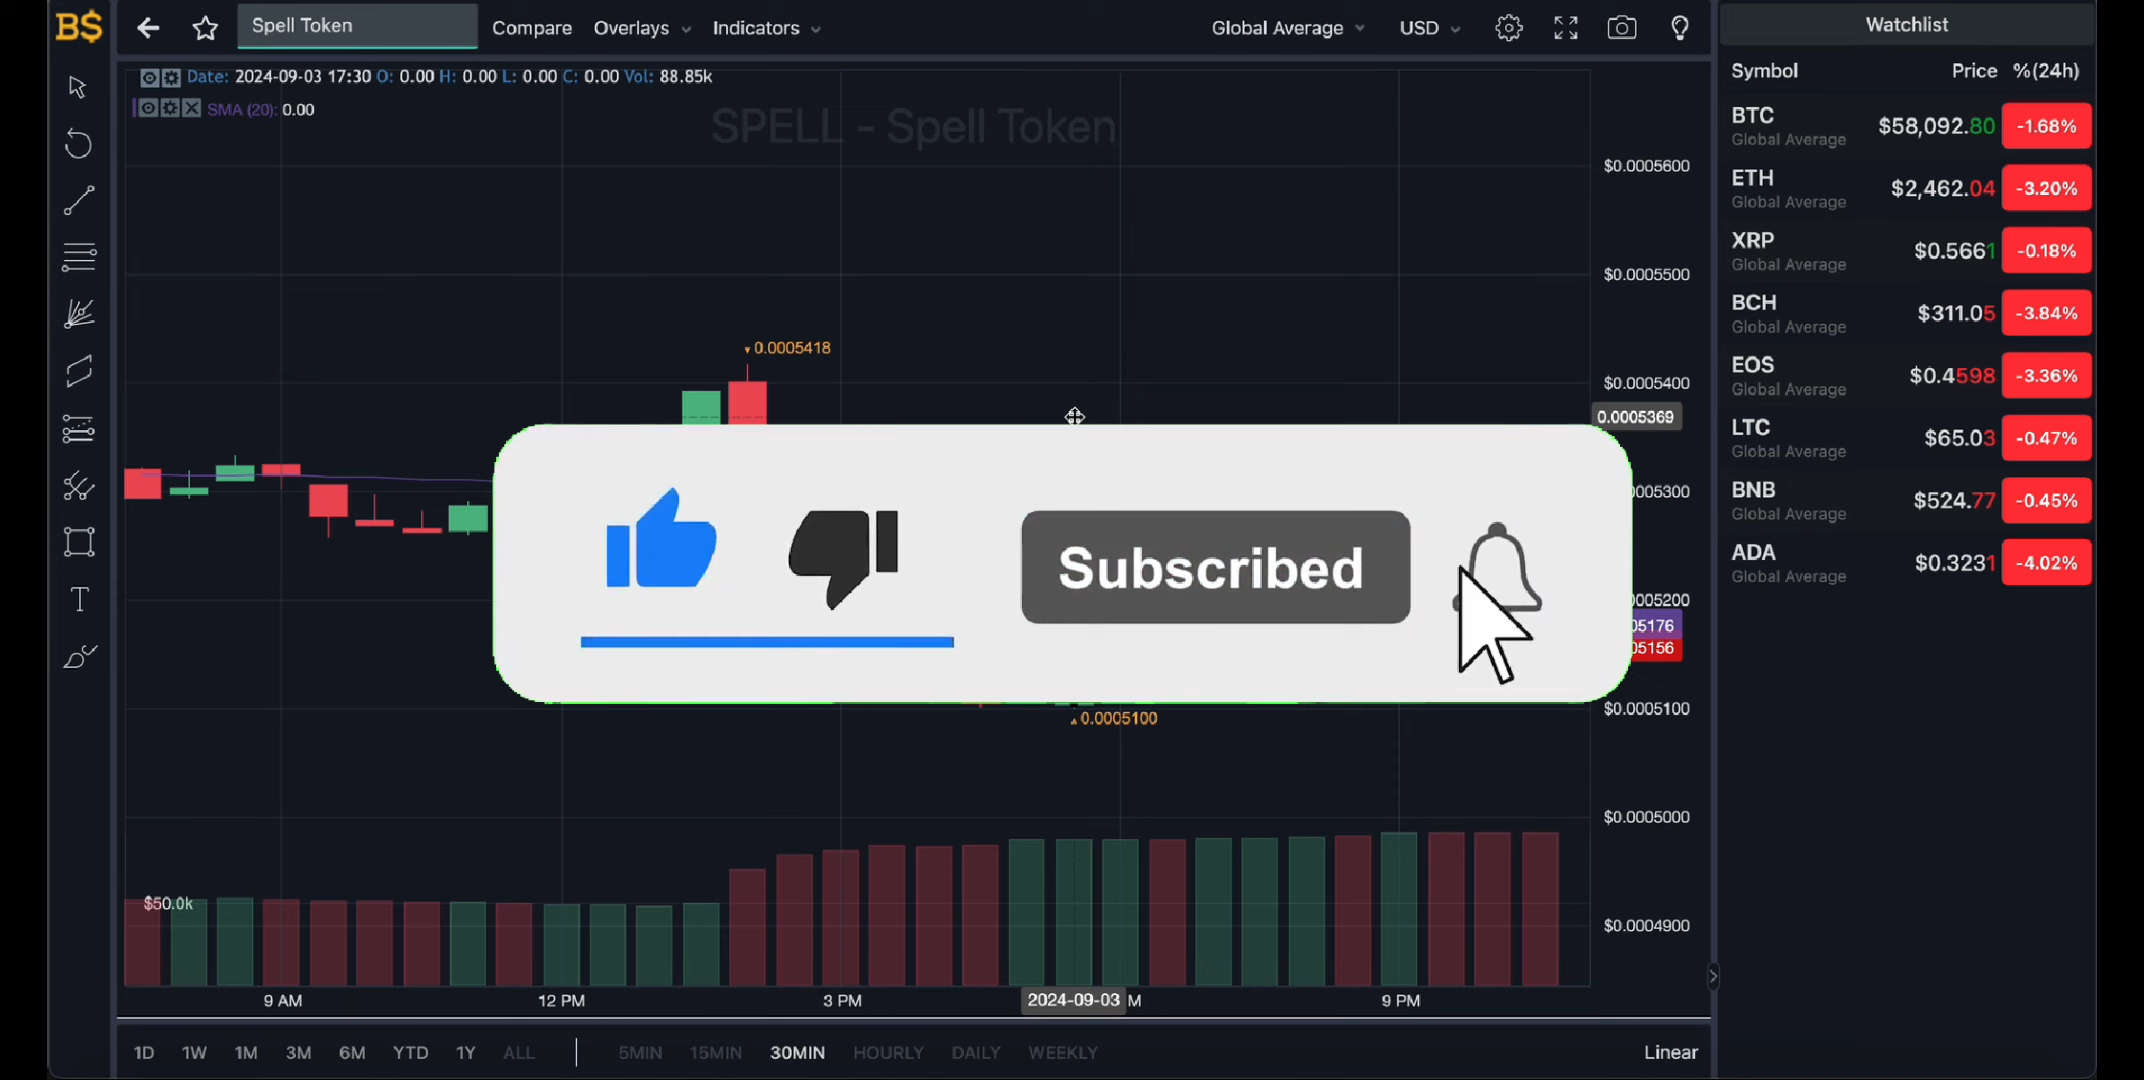 B$
Spell Token
Compare
Overlays
Indicators
Global Average
USD
Watchlist
Date: 2024-09-03 17:30 O: 0.00 H: 0.00 L: 0.00 C: 0.00 Vol: 88.85k
SMA (20): 0.00
SPELL - Spell Token
Symbol Price %(24h)
BTC $58,092.80 -1.68%
Global Average
ETH $2,462.04 -3.20%
Global Average
XRP $0.5661 -0.18%
Global Average
BCH $311.05 -3.84%
Global Average
EOS $0.4598 -3.36%
Global Average
LTC $65.03 -0.47%
Global Average
BNB $524.77 -0.45%
Global Average
ADA $0.3231 -4.02%
Global Average
$0.0005600
$0.0005500
0.0005418
$0.0005400
0.0005369
005300
Subscribed
005200
05176
05156
$0.0005100
0.0005100
$0.0005000
$50.0k
$0.0004900
9 AM
12 PM
3 PM
2024-09-03 M
9 PM
1D 1W 1M 3M 6M YTD 1Y ALL
5MIN 15MIN 30MIN HOURLY DAILY WEEKLY
Linear
T